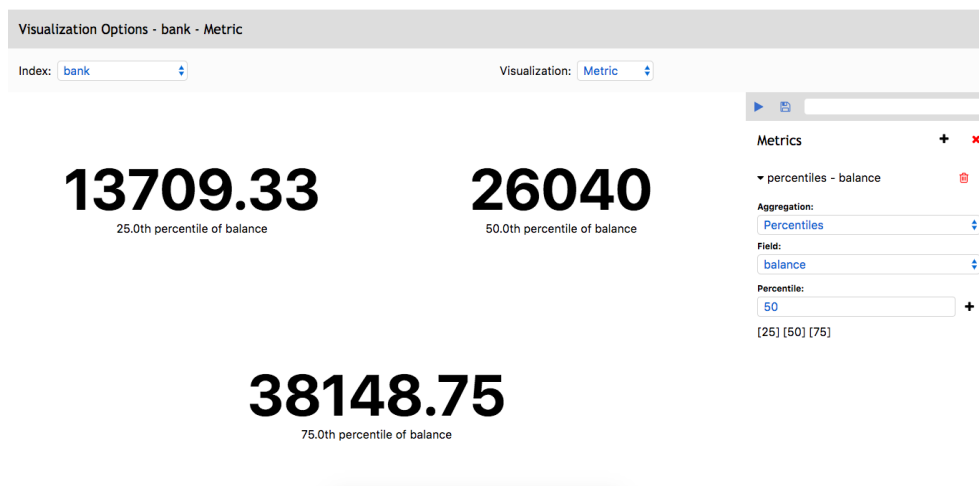 Visualization Options - bank - Metric
Index: bank
Visualization: Metric
Metrics
percentiles - balance
Aggregation:
Percentiles
Field:
balance
Percentile:
50
[25] [50] [75]
13709.33
25.0th percentile of balance
26040
50.0th percentile of balance
38148.75
75.0th percentile of balance